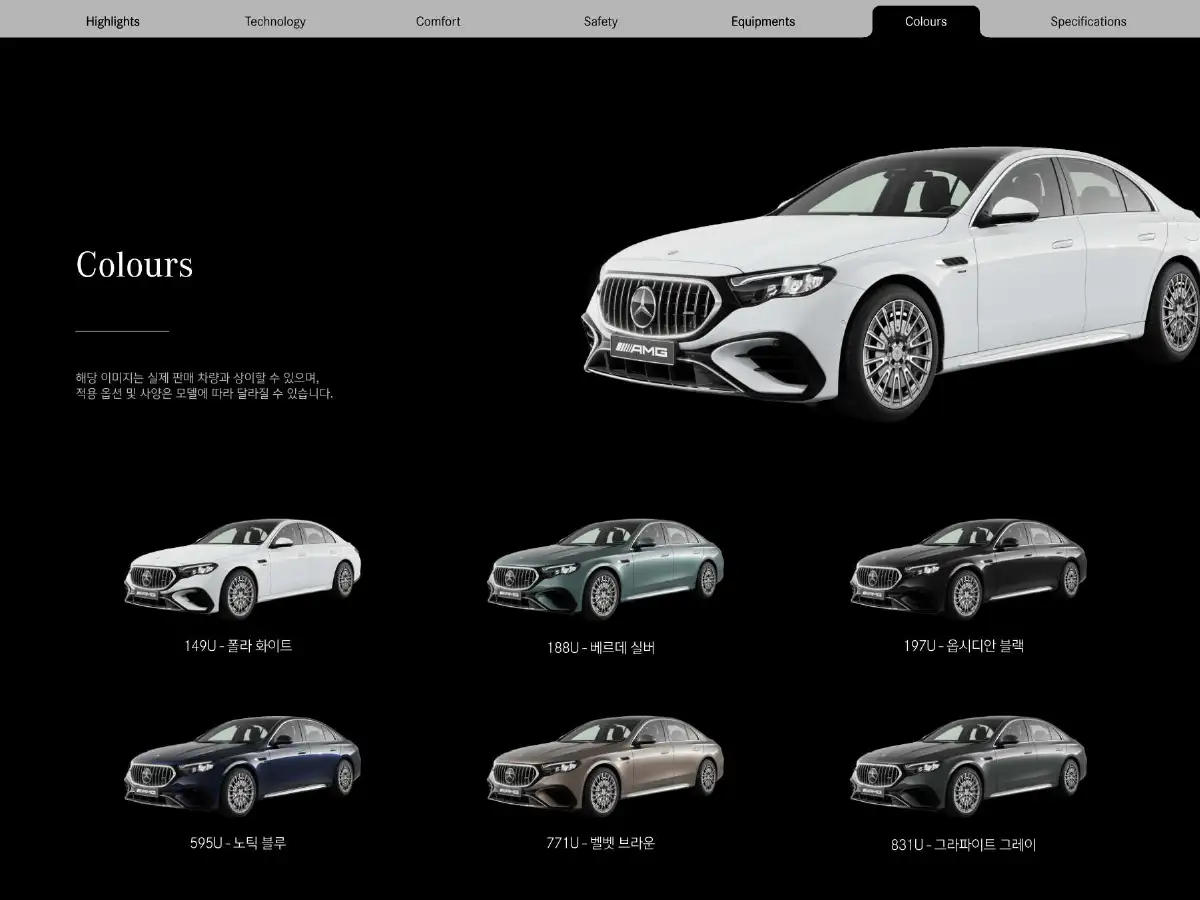 Highlights
Technology
Comfort
Safety
Equipments
Colours
Specifications
AMG
Colours
해당 이미지는 실제 판매 차량과 상이할 수 있으며,
적용 옵션 및 사양은 모델에 따라 달라질 수 있습니다.
149U - 폴라 화이트
188U - 베르데 실버
197U - 옵시디안 블랙
595U - 노틱 블루
771U - 벨벳 브라운
831U - 그라파이트 그레이